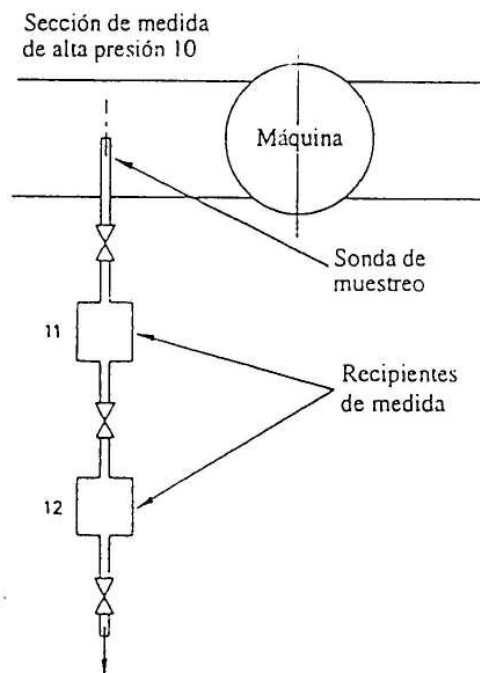 Sección de medida
de alta presión 10
Máquina
Sonda de
muestreo
11
Recipientes
de medida
12